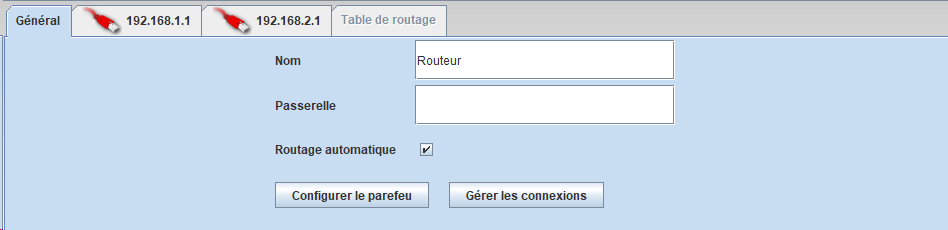 Général 192.168.1.1 192.168.2.1 Table de routage
Nom Routeur
Passerelle
Routage automatique
Configurer le parefeu Gérer les connexions